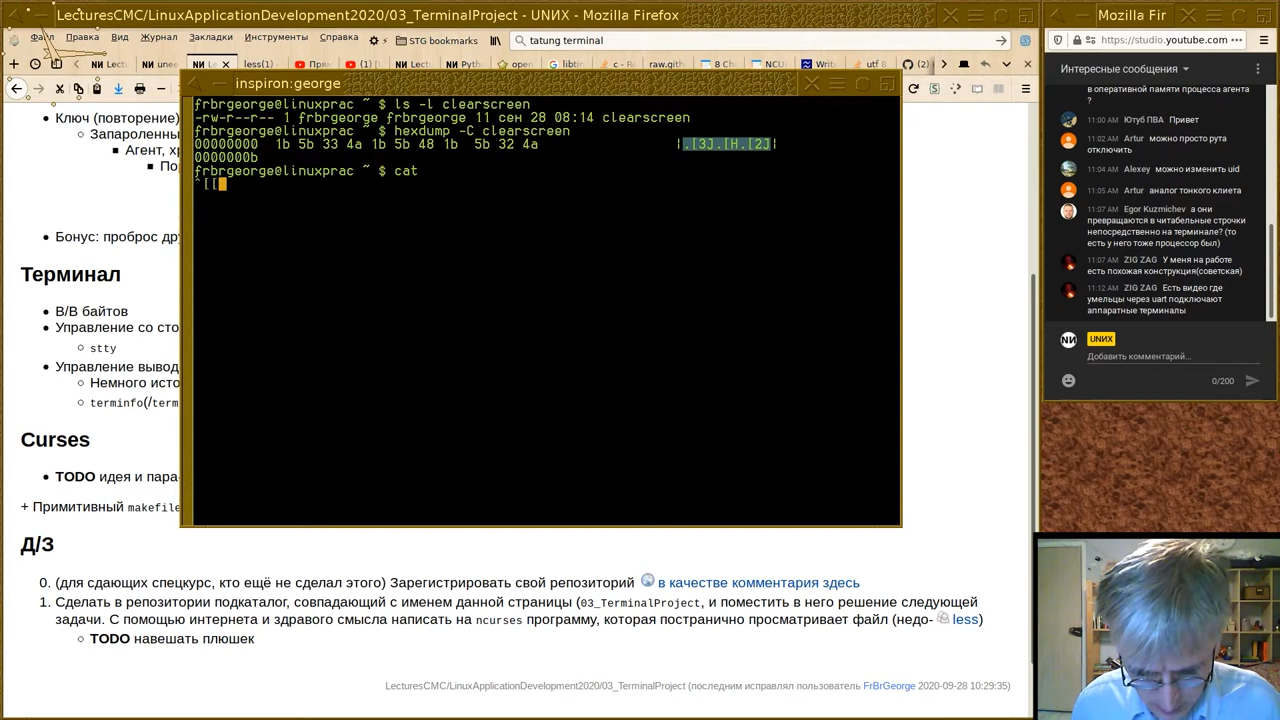 LecturesCMC/LinuxApplicationDevelopment2020/03_TerminalProject - UNИX - Mozilla Firefox
Файл Правка Вид Журнал Закладки Инструменты Справка
STG bookmarks
tatung terminal
inspiron:george
frbrgeorge@linuxprac ~ $ ls -l clearscreen
-rw-r--r-- 1 frbrgeorge frbrgeorge 11 сен 28 08:14 clearscreen
frbrgeorge@linuxprac ~ $ hexdump -C clearscreen
00000000  1b 5b 33 4a 1b 5b 48 1b  5b 32 4a |.[3J.[H.[2J|
0000000b
frbrgeorge@linuxprac ~ $ cat
^[[
Ключ (повторение)
Запароленны
Агент, хр
По
Бонус: проброс дру
Терминал
В/В байтов
Управление со сто
stty
Управление вывод
Немного исто
terminfo(/term
Curses
TODO идея и пара
+ Примитивный makefile
Д/З
0. (для сдающих спецкурс, кто ещё не сделал этого) Зарегистрировать свой репозиторий в качестве комментария здесь
1. Сделать в репозитории подкаталог, совпадающий с именем данной страницы (03_TerminalProject, и поместить в него решение следующей
задачи. С помощью интернета и здравого смысла написать на ncurses программу, которая постранично просматривает файл (недо- less)
TODO навешать плюшек
LecturesCMC/LinuxApplicationDevelopment2020/03_TerminalProject (последним исправлял пользователь FrBrGeorge 2020-09-28 10:29:35)
Mozilla Fir
https://studio.youtube.com
Интересные сообщения
в оперативной памяти процесса агента
?
11:00 AM Ютуб ПВА Привет
11:02 AM Artur можно просто рута
отключить
11:04 AM Alexey можно изменить uid
11:05 AM Artur аналог тонкого клиета
11:07 AM Egor Kuzmichev а они
превращаются в читабельные строчки
непосредственно на терминале? (то
есть у него тоже процессор был)
11:07 AM ZIG ZAG У меня на работе
есть похожая конструкция(советская)
11:12 AM ZIG ZAG Есть видео где
умельцы через uart подключают
аппаратные терминалы
UNИX
Добавить комментарий...
0/200